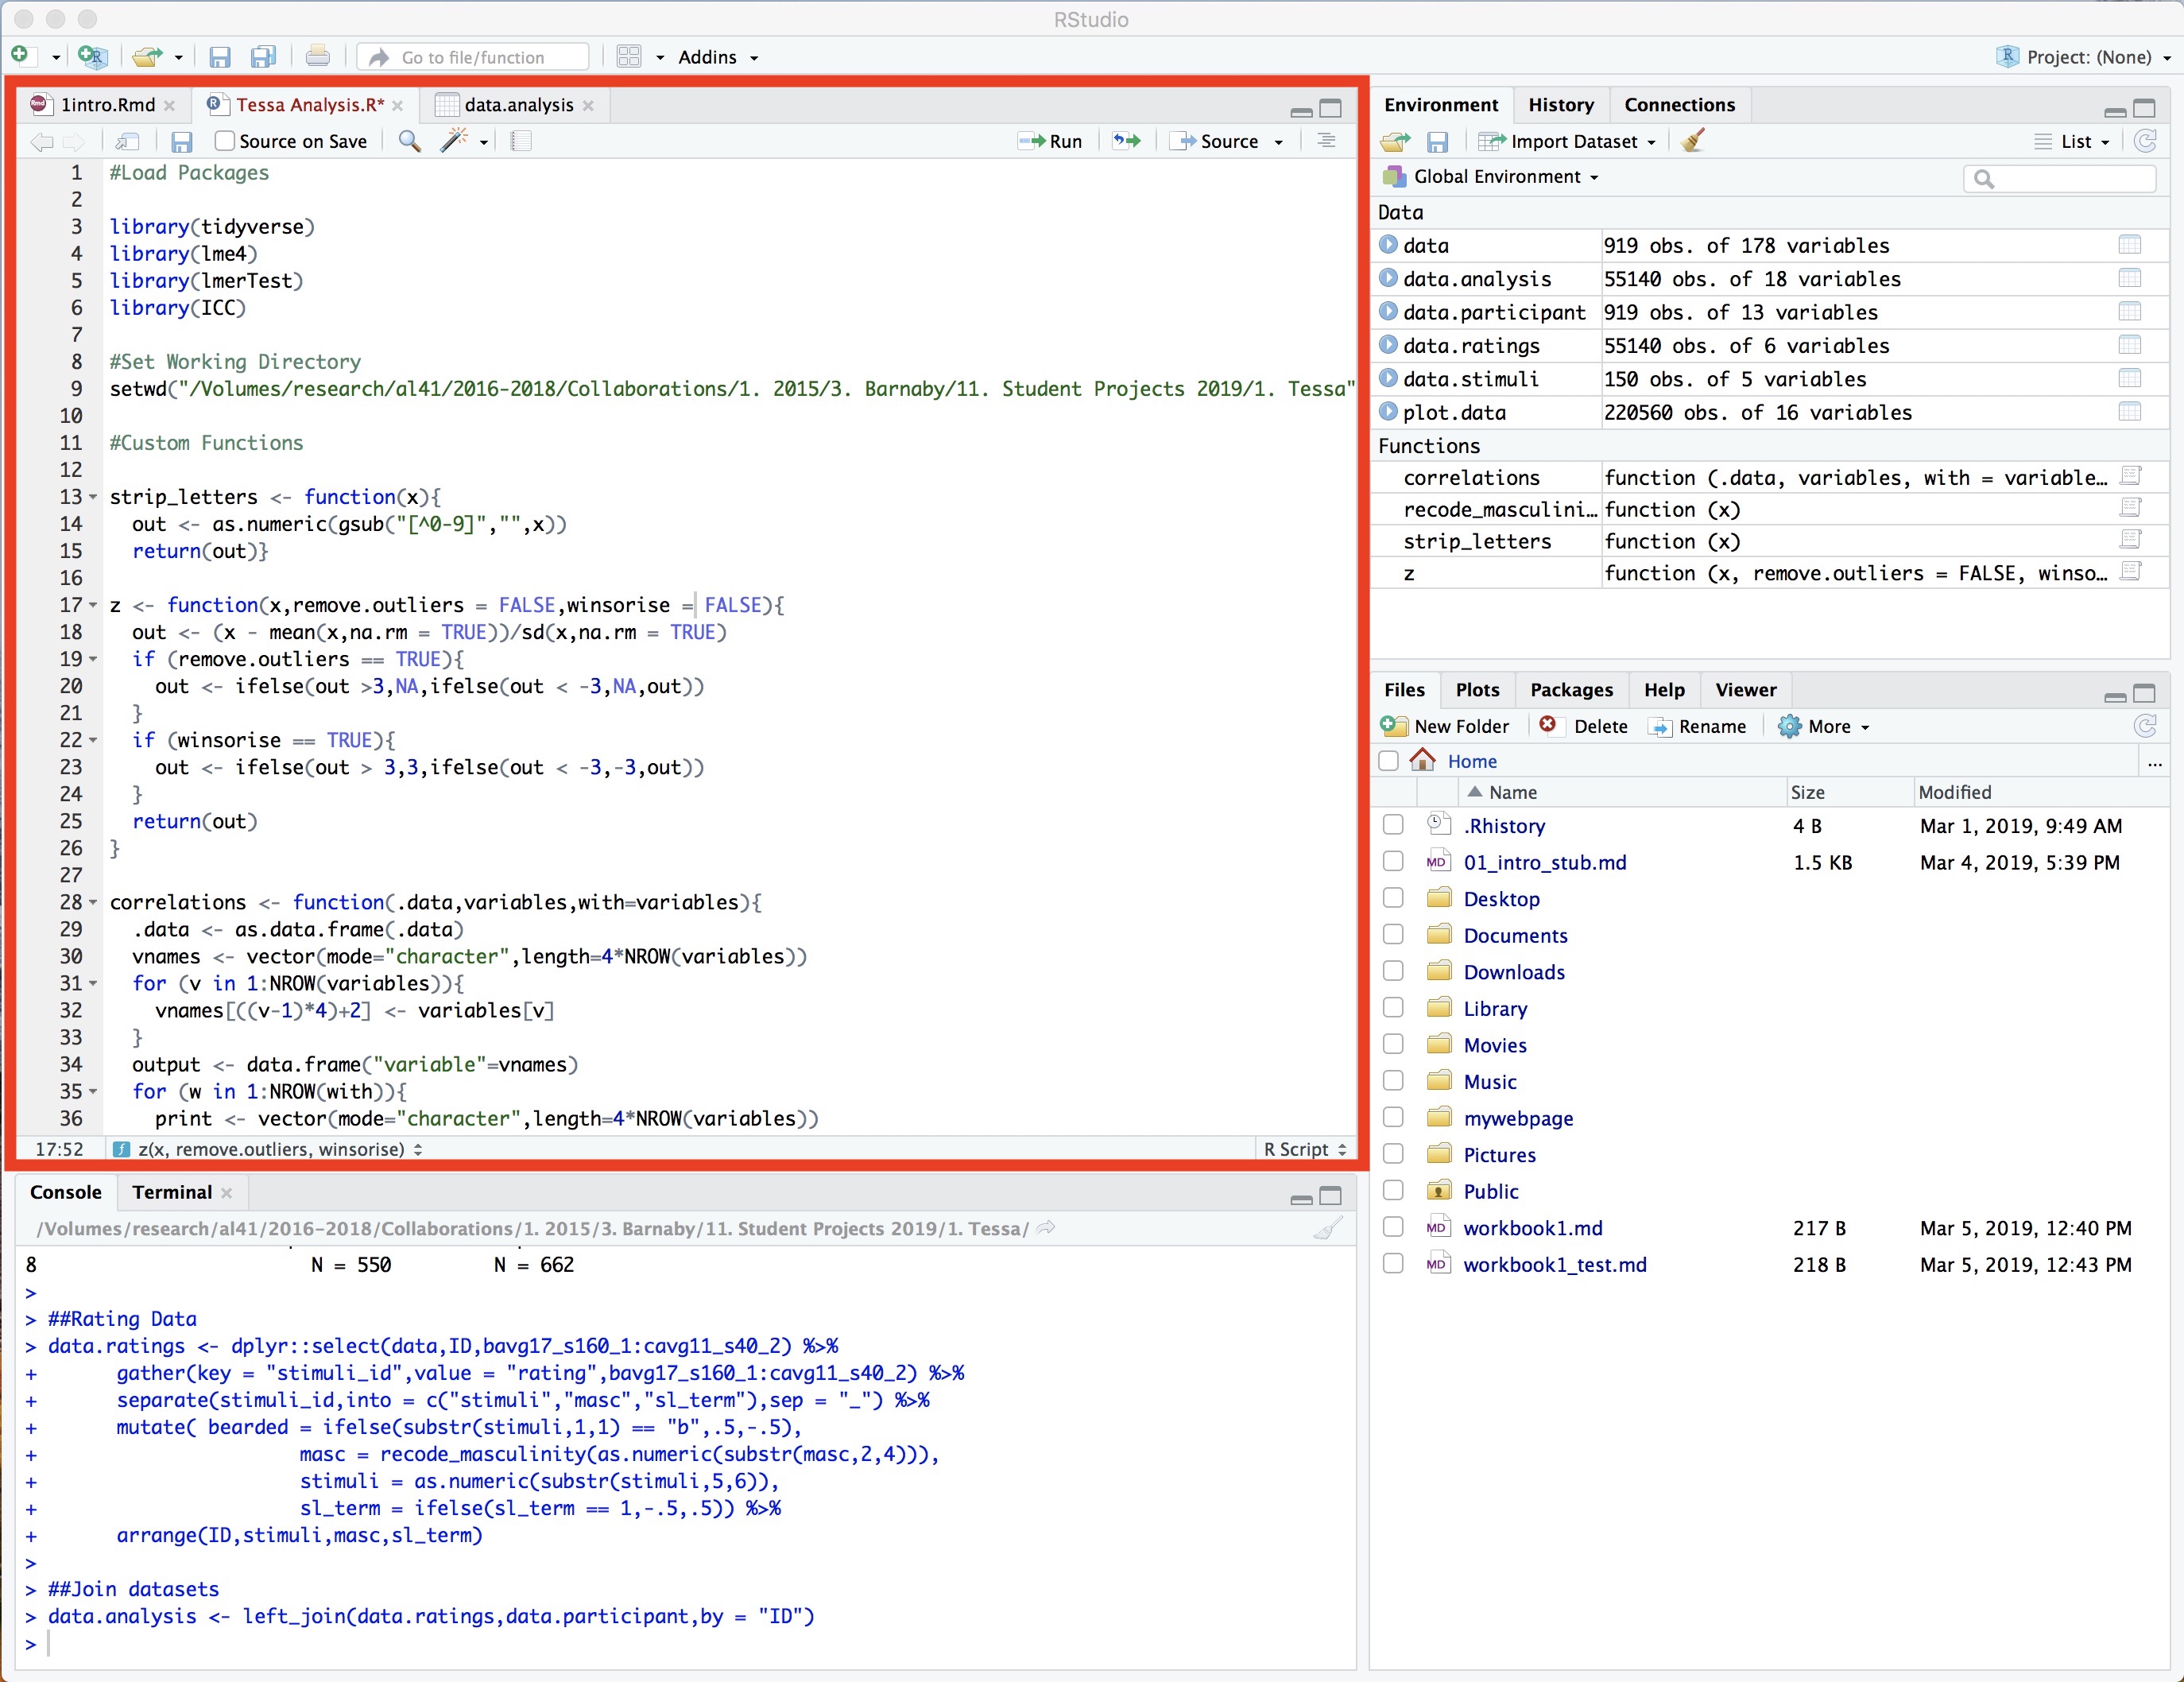 RStudio
Go to file/function
Addins
Project: (None)
1intro.Rmd
Tessa Analysis.R*
data.analysis
Source on Save
Run
Source
1 #Load Packages
2
3 library(tidyverse)
4 library(lme4)
5 library(lmerTest)
6 library(ICC)
7
8 #Set Working Directory
9 setwd("/Volumes/research/al41/2016-2018/Collaborations/1. 2015/3. Barnaby/11. Student Projects 2019/1. Tessa"
10
11 #Custom Functions
12
13 strip_letters <- function(x){
14 out <- as.numeric(gsub("[^0-9]","",x))
15 return(out)}
16
17 z <- function(x,remove.outliers = FALSE,winsorise = FALSE){
18 out <- (x - mean(x,na.rm = TRUE))/sd(x,na.rm = TRUE)
19 if (remove.outliers == TRUE){
20 out <- ifelse(out >3,NA,ifelse(out < -3,NA,out))
21 }
22 if (winsorise == TRUE){
23 out <- ifelse(out > 3,3,ifelse(out < -3,-3,out))
24 }
25 return(out)
26 }
27
28 correlations <- function(.data,variables,with=variables){
29 .data <- as.data.frame(.data)
30 vnames <- vector(mode="character",length=4*NROW(variables))
31 for (v in 1:NROW(variables)){
32 vnames[((v-1)*4)+2] <- variables[v]
33 }
34 output <- data.frame("variable"=vnames)
35 for (w in 1:NROW(with)){
36 print <- vector(mode="character",length=4*NROW(variables))
17:52 z(x, remove.outliers, winsorise) R Script
Console Terminal
/Volumes/research/al41/2016-2018/Collaborations/1. 2015/3. Barnaby/11. Student Projects 2019/1. Tessa/
8 N = 550 N = 662
>
> ##Rating Data
> data.ratings <- dplyr::select(data,ID,bavg17_s160_1:cavg11_s40_2) %>%
+ gather(key = "stimuli_id",value = "rating",bavg17_s160_1:cavg11_s40_2) %>%
+ separate(stimuli_id,into = c("stimuli","masc","sl_term"),sep = "_") %>%
+ mutate( bearded = ifelse(substr(stimuli,1,1) == "b",.5,-.5),
+ masc = recode_masculinity(as.numeric(substr(masc,2,4))),
+ stimuli = as.numeric(substr(stimuli,5,6)),
+ sl_term = ifelse(sl_term == 1,-.5,.5)) %>%
+ arrange(ID,stimuli,masc,sl_term)
>
> ##Join datasets
> data.analysis <- left_join(data.ratings,data.participant,by = "ID")
>
Environment History Connections
Import Dataset List
Global Environment
Data
data 919 obs. of 178 variables
data.analysis 55140 obs. of 18 variables
data.participant 919 obs. of 13 variables
data.ratings 55140 obs. of 6 variables
data.stimuli 150 obs. of 5 variables
plot.data 220560 obs. of 16 variables
Functions
correlations function (.data, variables, with = variable…
recode_masculini… function (x)
strip_letters function (x)
z function (x, remove.outliers = FALSE, winso…
Files Plots Packages Help Viewer
New Folder Delete Rename More
Home ...
Name Size Modified
.Rhistory 4 B Mar 1, 2019, 9:49 AM
MD 01_intro_stub.md 1.5 KB Mar 4, 2019, 5:39 PM
Desktop
Documents
Downloads
Library
Movies
Music
mywebpage
Pictures
Public
MD workbook1.md 217 B Mar 5, 2019, 12:40 PM
MD workbook1_test.md 218 B Mar 5, 2019, 12:43 PM